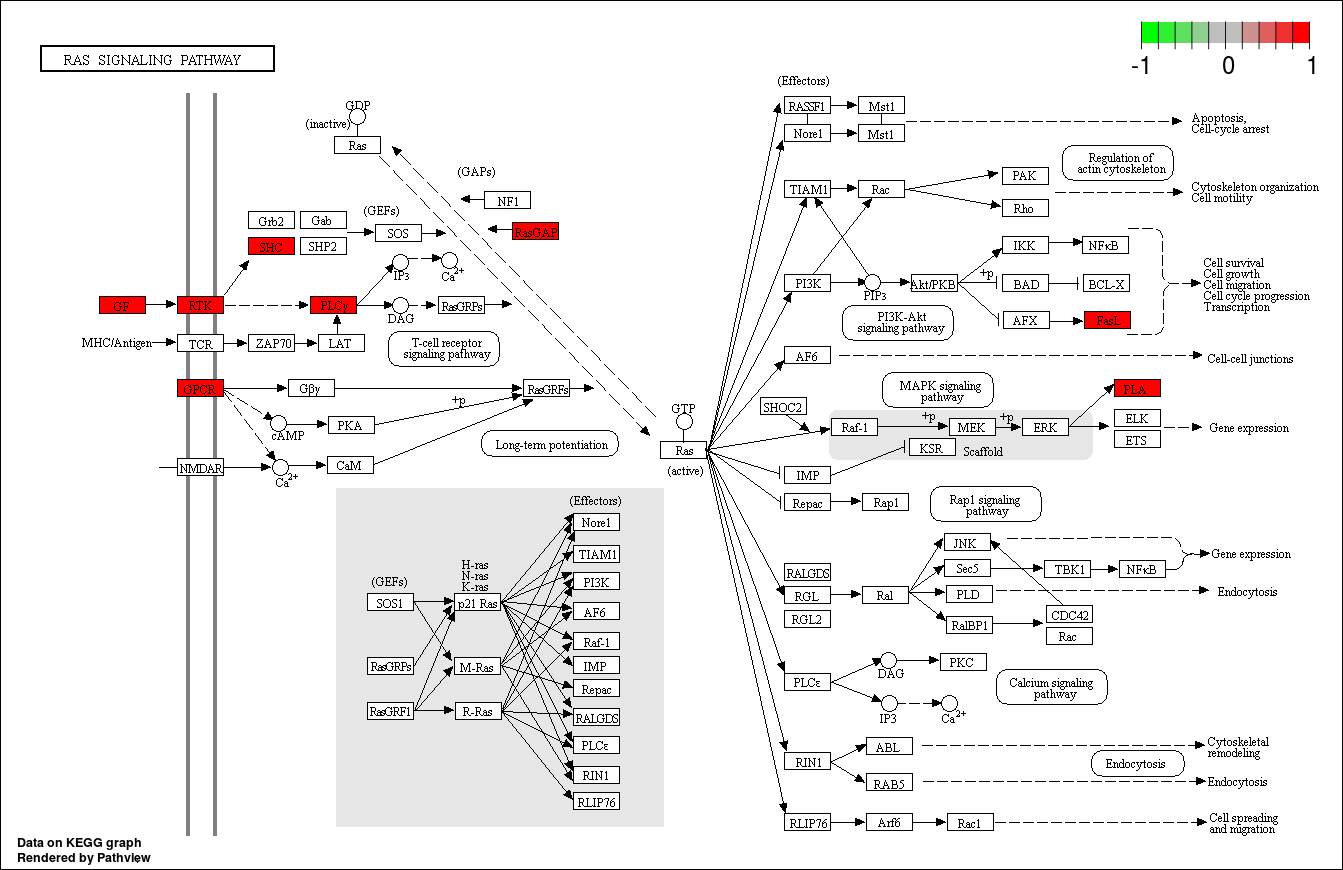 RAS SIGNALING PATHWAY
-1 0 1
GDP
(inactive)
Ras
(GAPs)
NF1
RasGAP
Grb2
Gab
(GEFs)
SHC
SHP2
SOS
IP3
Ca2+
GF
RTK
PLCγ
DAG
RasGRPs
MHC/Antigen
TCR
ZAP70
LAT
T-cell receptor
signaling pathway
GPCR
Gβγ
RasGRFs
cAMP
PKA
+p
Long-term potentiation
NMDAR
Ca2+
CaM
GTP
Ras
(active)
(GEFs)
SOS1
RasGRPs
RasGRF1
H-ras
N-ras
K-ras
p21 Ras
M-Ras
R-Ras
(Effectors)
Nore1
TIAM1
PI3K
AF6
Raf-1
IMP
Repac
RALGDS
PLCε
RIN1
RLIP76
(Effectors)
RASSF1
Mst1
Nore1
Mst1
Apoptosis,
Cell-cycle arrest
Regulation of
actin cytoskeleton
TIAM1
Rac
PAK
Rho
Cytoskeleton organization
Cell motility
PI3K
PIP3
Akt/PKB
+p
IKK
NFκB
BAD
BCL-X
AFX
FasL
Cell survival
Cell growth
Cell migration
Cell cycle progression
Transcription
PI3K-Akt
signaling pathway
AF6
Cell-cell junctions
MAPK signaling
pathway
PLA
SHOC2
Raf-1
+p
MEK
+p
ERK
ELK
ETS
Gene expression
KSR
Scaffold
IMP
Repac
Rap1
Rap1 signaling
pathway
JNK
Gene expression
RALGDS
RGL
RGL2
Ral
Sec5
TBK1
NFκB
PLD
Endocytosis
RalBP1
CDC42
Rac
PLCε
DAG
PKC
IP3
Ca2+
Calcium signaling
pathway
RIN1
ABL
Cytoskeletal
remodeling
RAB5
Endocytosis
Endocytosis
RLIP76
Arf6
Rac1
Cell spreading
and migration
Data on KEGG graph
Rendered by Pathview